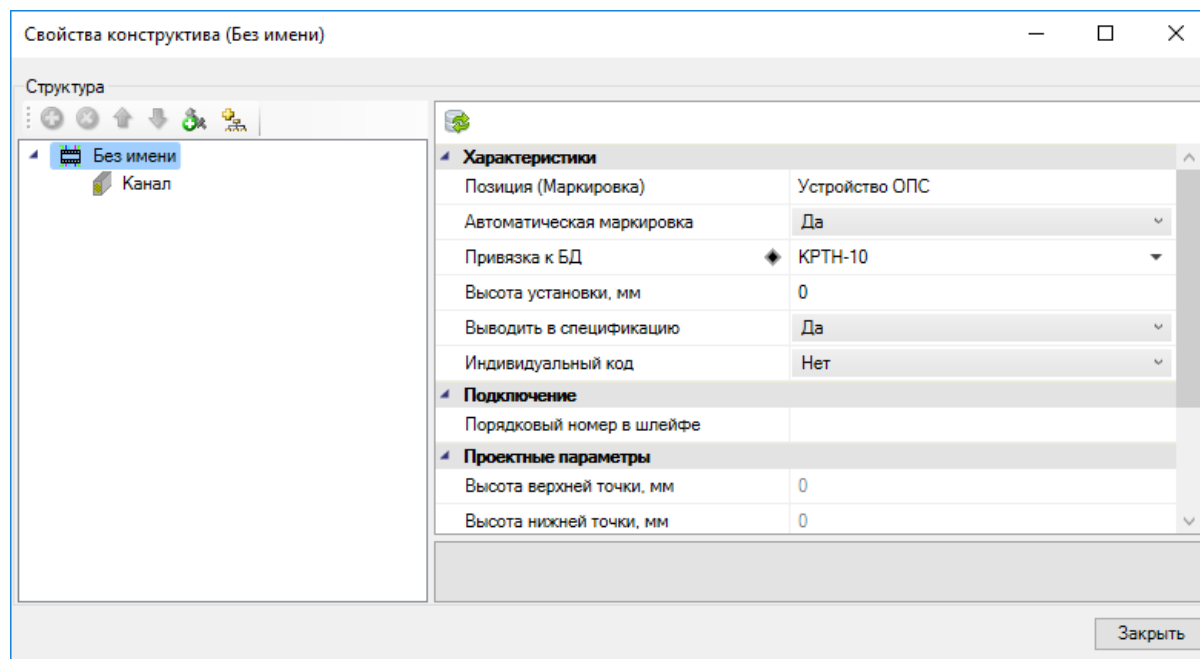 Свойства конструктива (Без имени)
Структура
Без имени
Канал
Характеристики
Позиция (Маркировка) Устройство ОПС
Автоматическая маркировка Да
Привязка к БД КРТН-10
Высота установки, мм 0
Выводить в спецификацию Да
Индивидуальный код Нет
Подключение
Порядковый номер в шлейфе
Проектные параметры
Высота верхней точки, мм 0
Высота нижней точки, мм 0
Закрыть